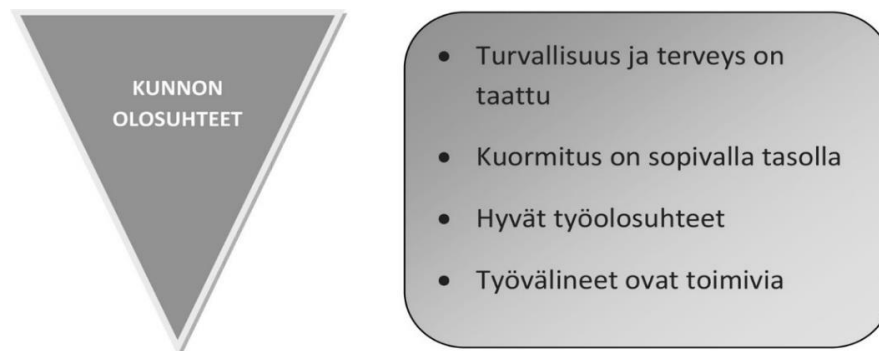 KUNNON
OLOSUHTEET
• Turvallisuus ja terveys on
taattu
• Kuormitus on sopivalla tasolla
• Hyvät työolosuhteet
• Työvälineet ovat toimivia